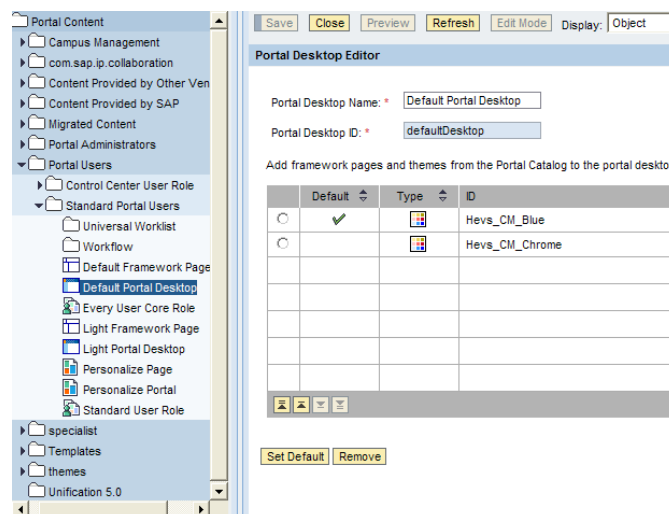 Portal Content
Campus Management
com.sap.ip.collaboration
Content Provided by Other Ven
Content Provided by SAP
Migrated Content
Portal Administrators
Portal Users
Control Center User Role
Standard Portal Users
Universal Worklist
Workflow
Default Framework Page
Default Portal Desktop
Every User Core Role
Light Framework Page
Light Portal Desktop
Personalize Page
Personalize Portal
Standard User Role
specialist
Templates
themes
Unification 5.0
Save Close Preview Refresh Edit Mode Display: Object
Portal Desktop Editor
Portal Desktop Name: * Default Portal Desktop
Portal Desktop ID: * defaultDesktop
Add framework pages and themes from the Portal Catalog to the portal deskto
Default Type ID
Hevs_CM_Blue
Hevs_CM_Chrome
Set Default Remove